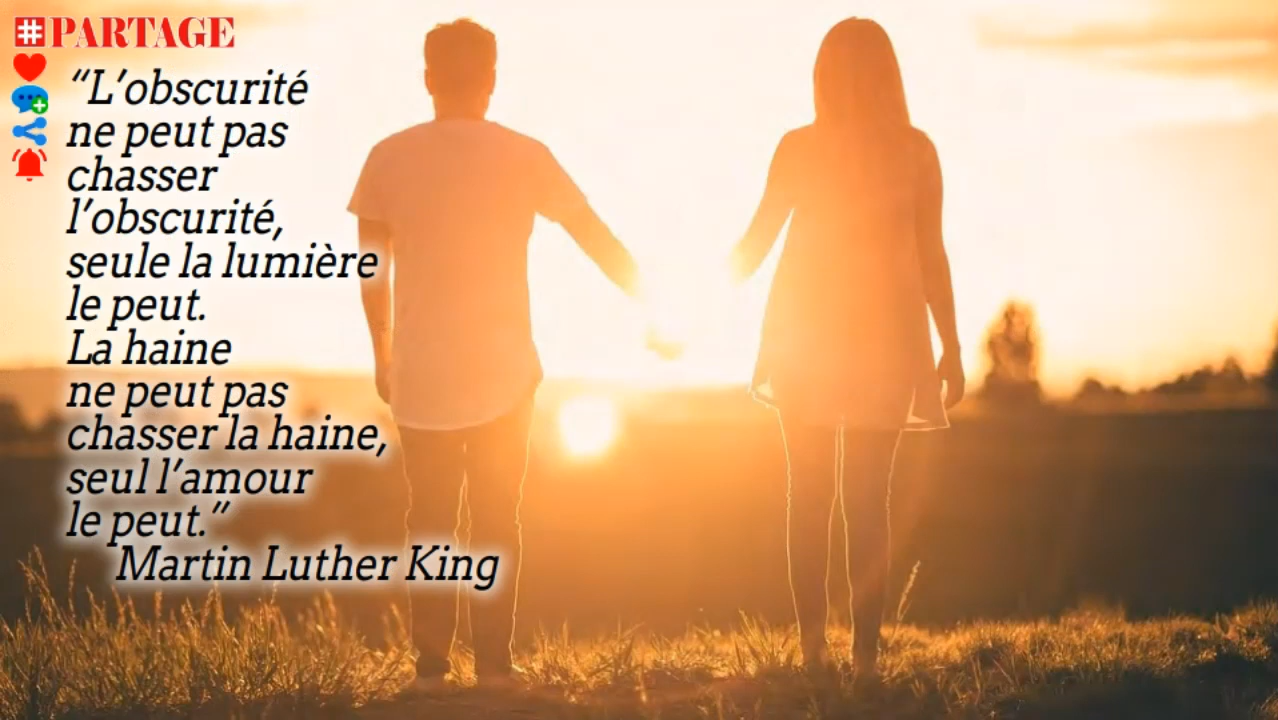 #PARTAGE
“L’obscurité
ne peut pas
chasser
l’obscurité,
seule la lumière
le peut.
La haine
ne peut pas
chasser la haine,
seul l’amour
le peut.”
Martin Luther King